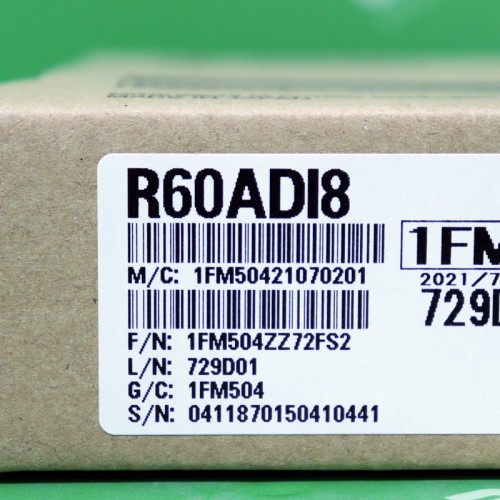 R60ADI8
M/C: 1FM50421070201
F/N: 1FM504ZZ72FS2
L/N: 729D01
G/C: 1FM504
S/N: 0411870150410441
1FM
2021/7
729D